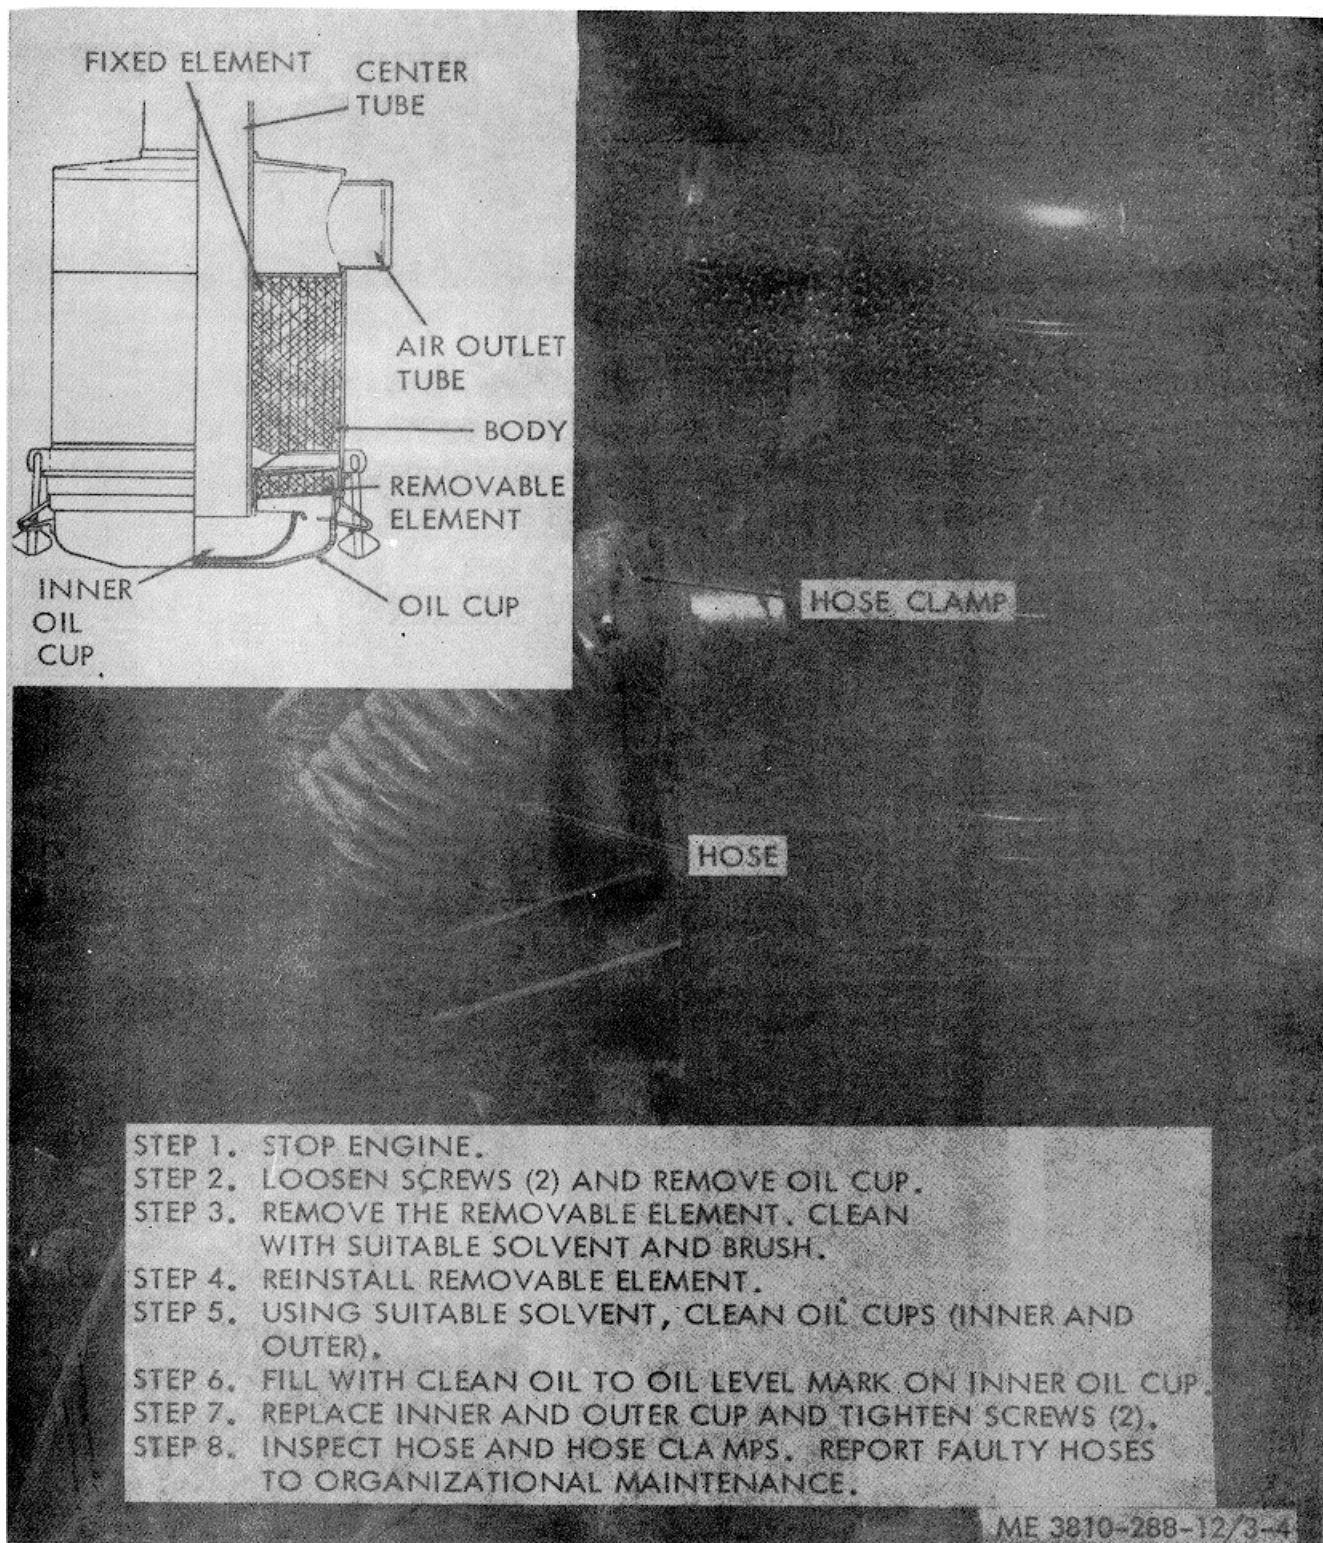 FIXED ELEMENT
CENTER
TUBE
AIR OUTLET
TUBE
BODY
REMOVABLE
ELEMENT
INNER
OIL
CUP
OIL CUP
HOSE CLAMP
HOSE
STEP 1. STOP ENGINE.
STEP 2. LOOSEN SCREWS (2) AND REMOVE OIL CUP.
STEP 3. REMOVE THE REMOVABLE ELEMENT. CLEAN
WITH SUITABLE SOLVENT AND BRUSH.
STEP 4. REINSTALL REMOVABLE ELEMENT.
STEP 5. USING SUITABLE SOLVENT, CLEAN OIL CUPS (INNER AND
OUTER).
STEP 6. FILL WITH CLEAN OIL TO OIL LEVEL MARK ON INNER OIL CUP.
STEP 7. REPLACE INNER AND OUTER CUP AND TIGHTEN SCREWS (2).
STEP 8. INSPECT HOSE AND HOSE CLAMPS. REPORT FAULTY HOSES
TO ORGANIZATIONAL MAINTENANCE.
ME 3810-288-12/3-4